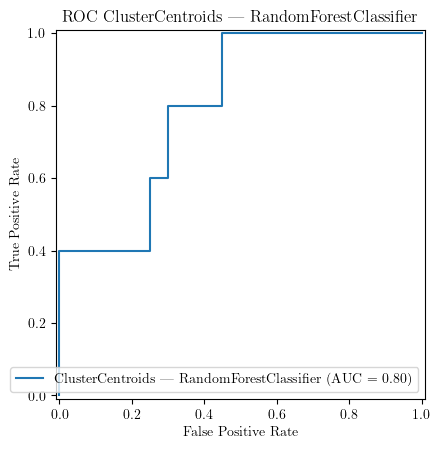 ROC ClusterCentroids — RandomForestClassifier
True Positive Rate
1.0
0.8
0.6
0.4
0.2
0.0
ClusterCentroids — RandomForestClassifier (AUC = 0.80)
0.0 0.2 0.4 0.6 0.8 1.0
False Positive Rate